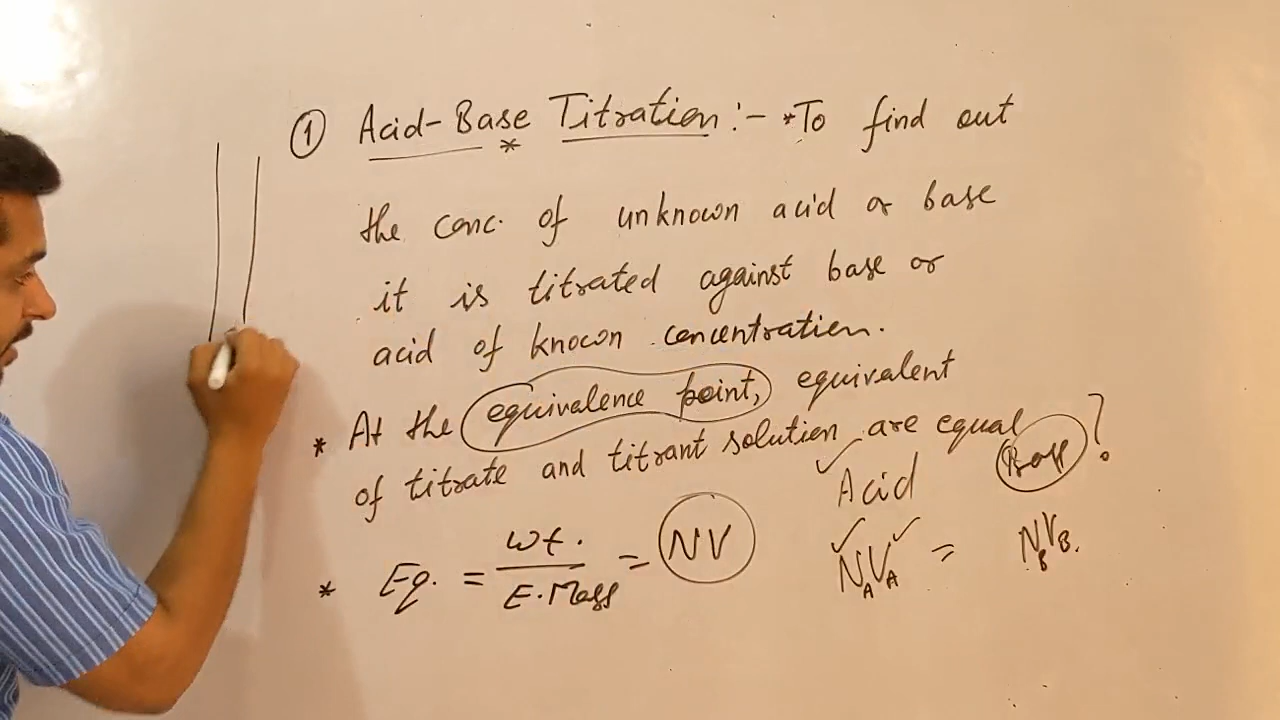 ① Acid-Base Titration :- *To find out
*
the conc. of unknown acid or base
it is titrated against base or
acid of known concentration.
* At the equivalence point, equivalent
of titrate and titrant solution are equal
✓ Acid Base ?
* Eq. = wt. / E.Mass = NV
N_A V_A = N_B V_B.